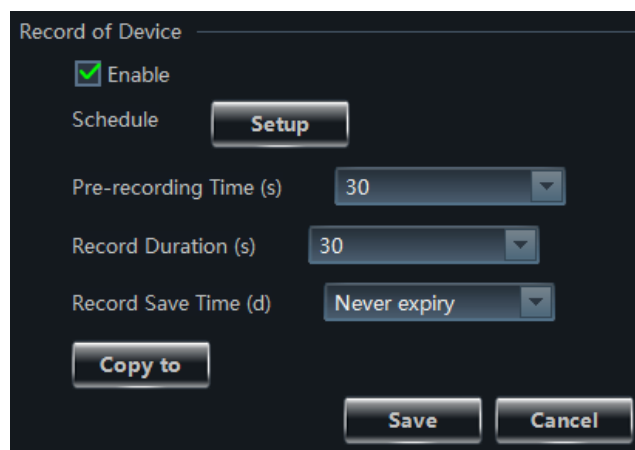 Record of Device
Enable
Schedule Setup
Pre-recording Time (s) 30
Record Duration (s) 30
Record Save Time (d) Never expiry
Copy to
Save Cancel